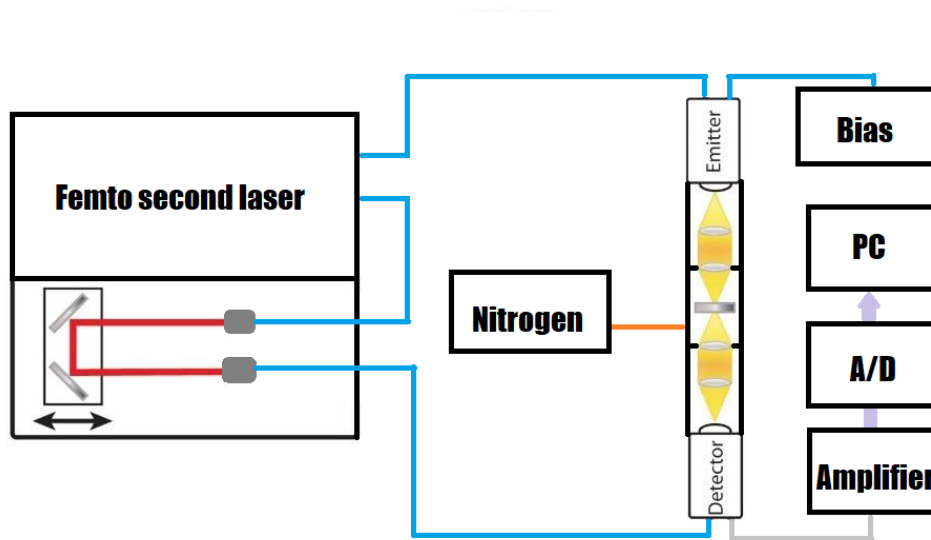 Femto second laser
Emitter
Bias
PC
Nitrogen
A/D
Detector
Amplifier